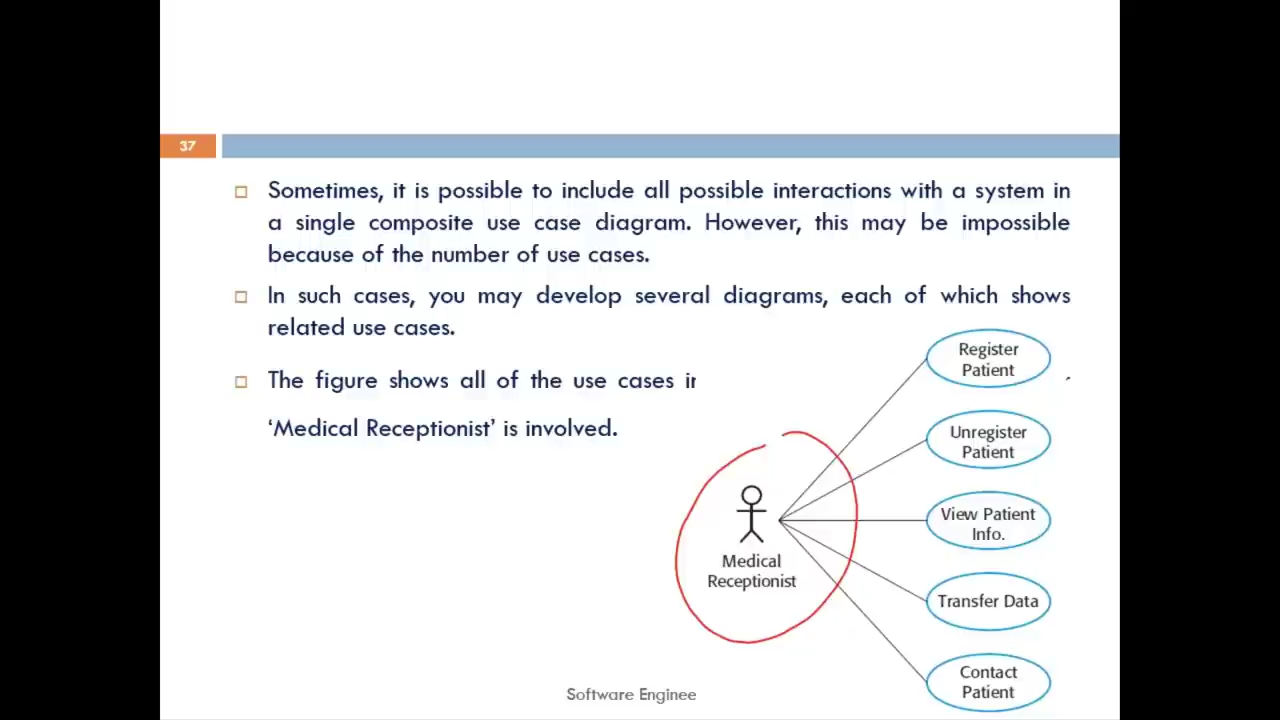 37
Sometimes, it is possible to include all possible interactions with a system in
a single composite use case diagram. However, this may be impossible
because of the number of use cases.
In such cases, you may develop several diagrams, each of which shows
related use cases.
The figure shows all of the use cases
‘Medical Receptionist’ is involved.
Register
Patient
Unregister
Patient
View Patient
Info.
Medical
Receptionist
Transfer Data
Contact
Patient
Software Enginee